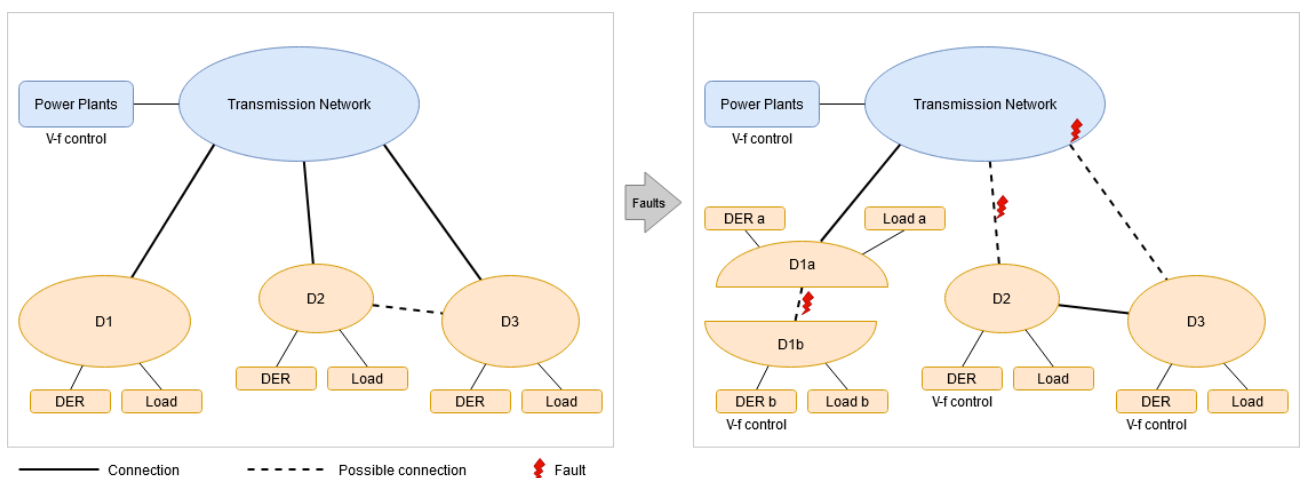 Power Plants
V-f control
Transmission Network
D1
D2
D3
DER
Load
DER
Load
DER
Load
Faults
Power Plants
V-f control
Transmission Network
DER a
Load a
D1a
D1b
DER b
Load b
V-f control
D2
D3
DER
Load
V-f control
DER
Load
V-f control
Connection
Possible connection
Fault